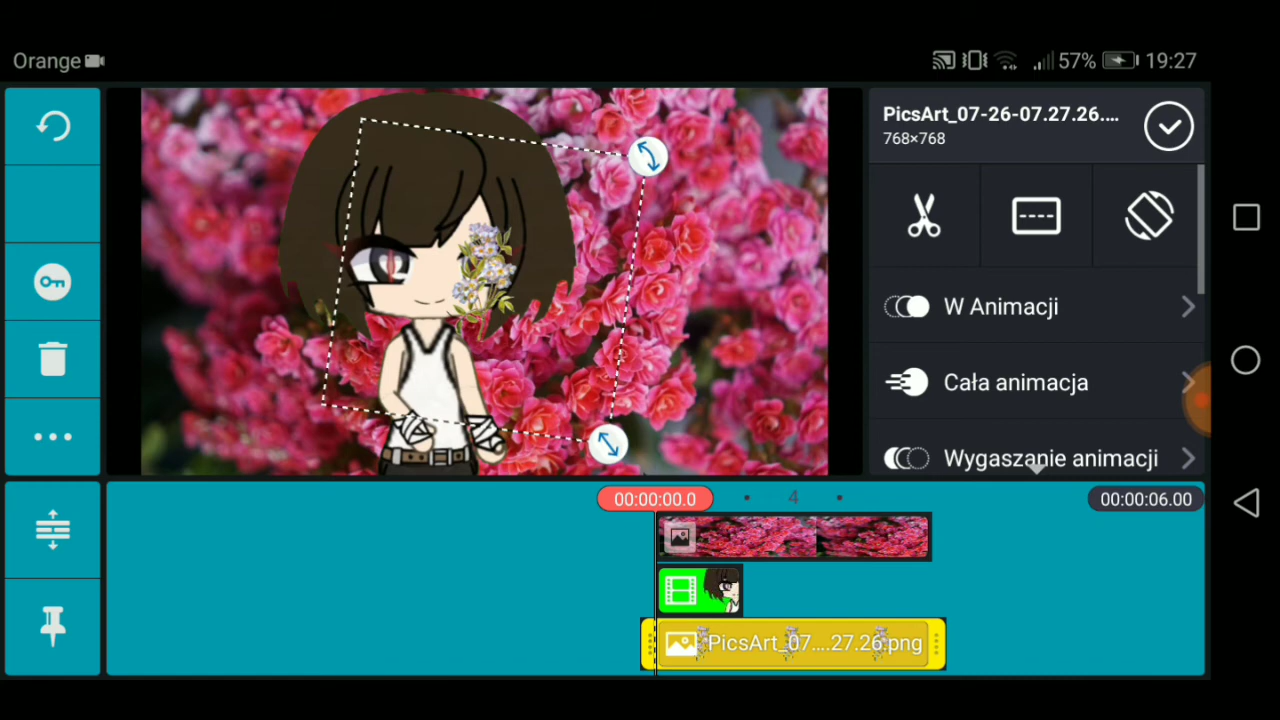 Orange
57%
19:27
PicsArt_07-26-07.27.26....
768×768
W Animacji
Cała animacja
Wygaszanie animacji
00:00:00.0
4
00:00:06.00
PicsArt_07....27.26.png